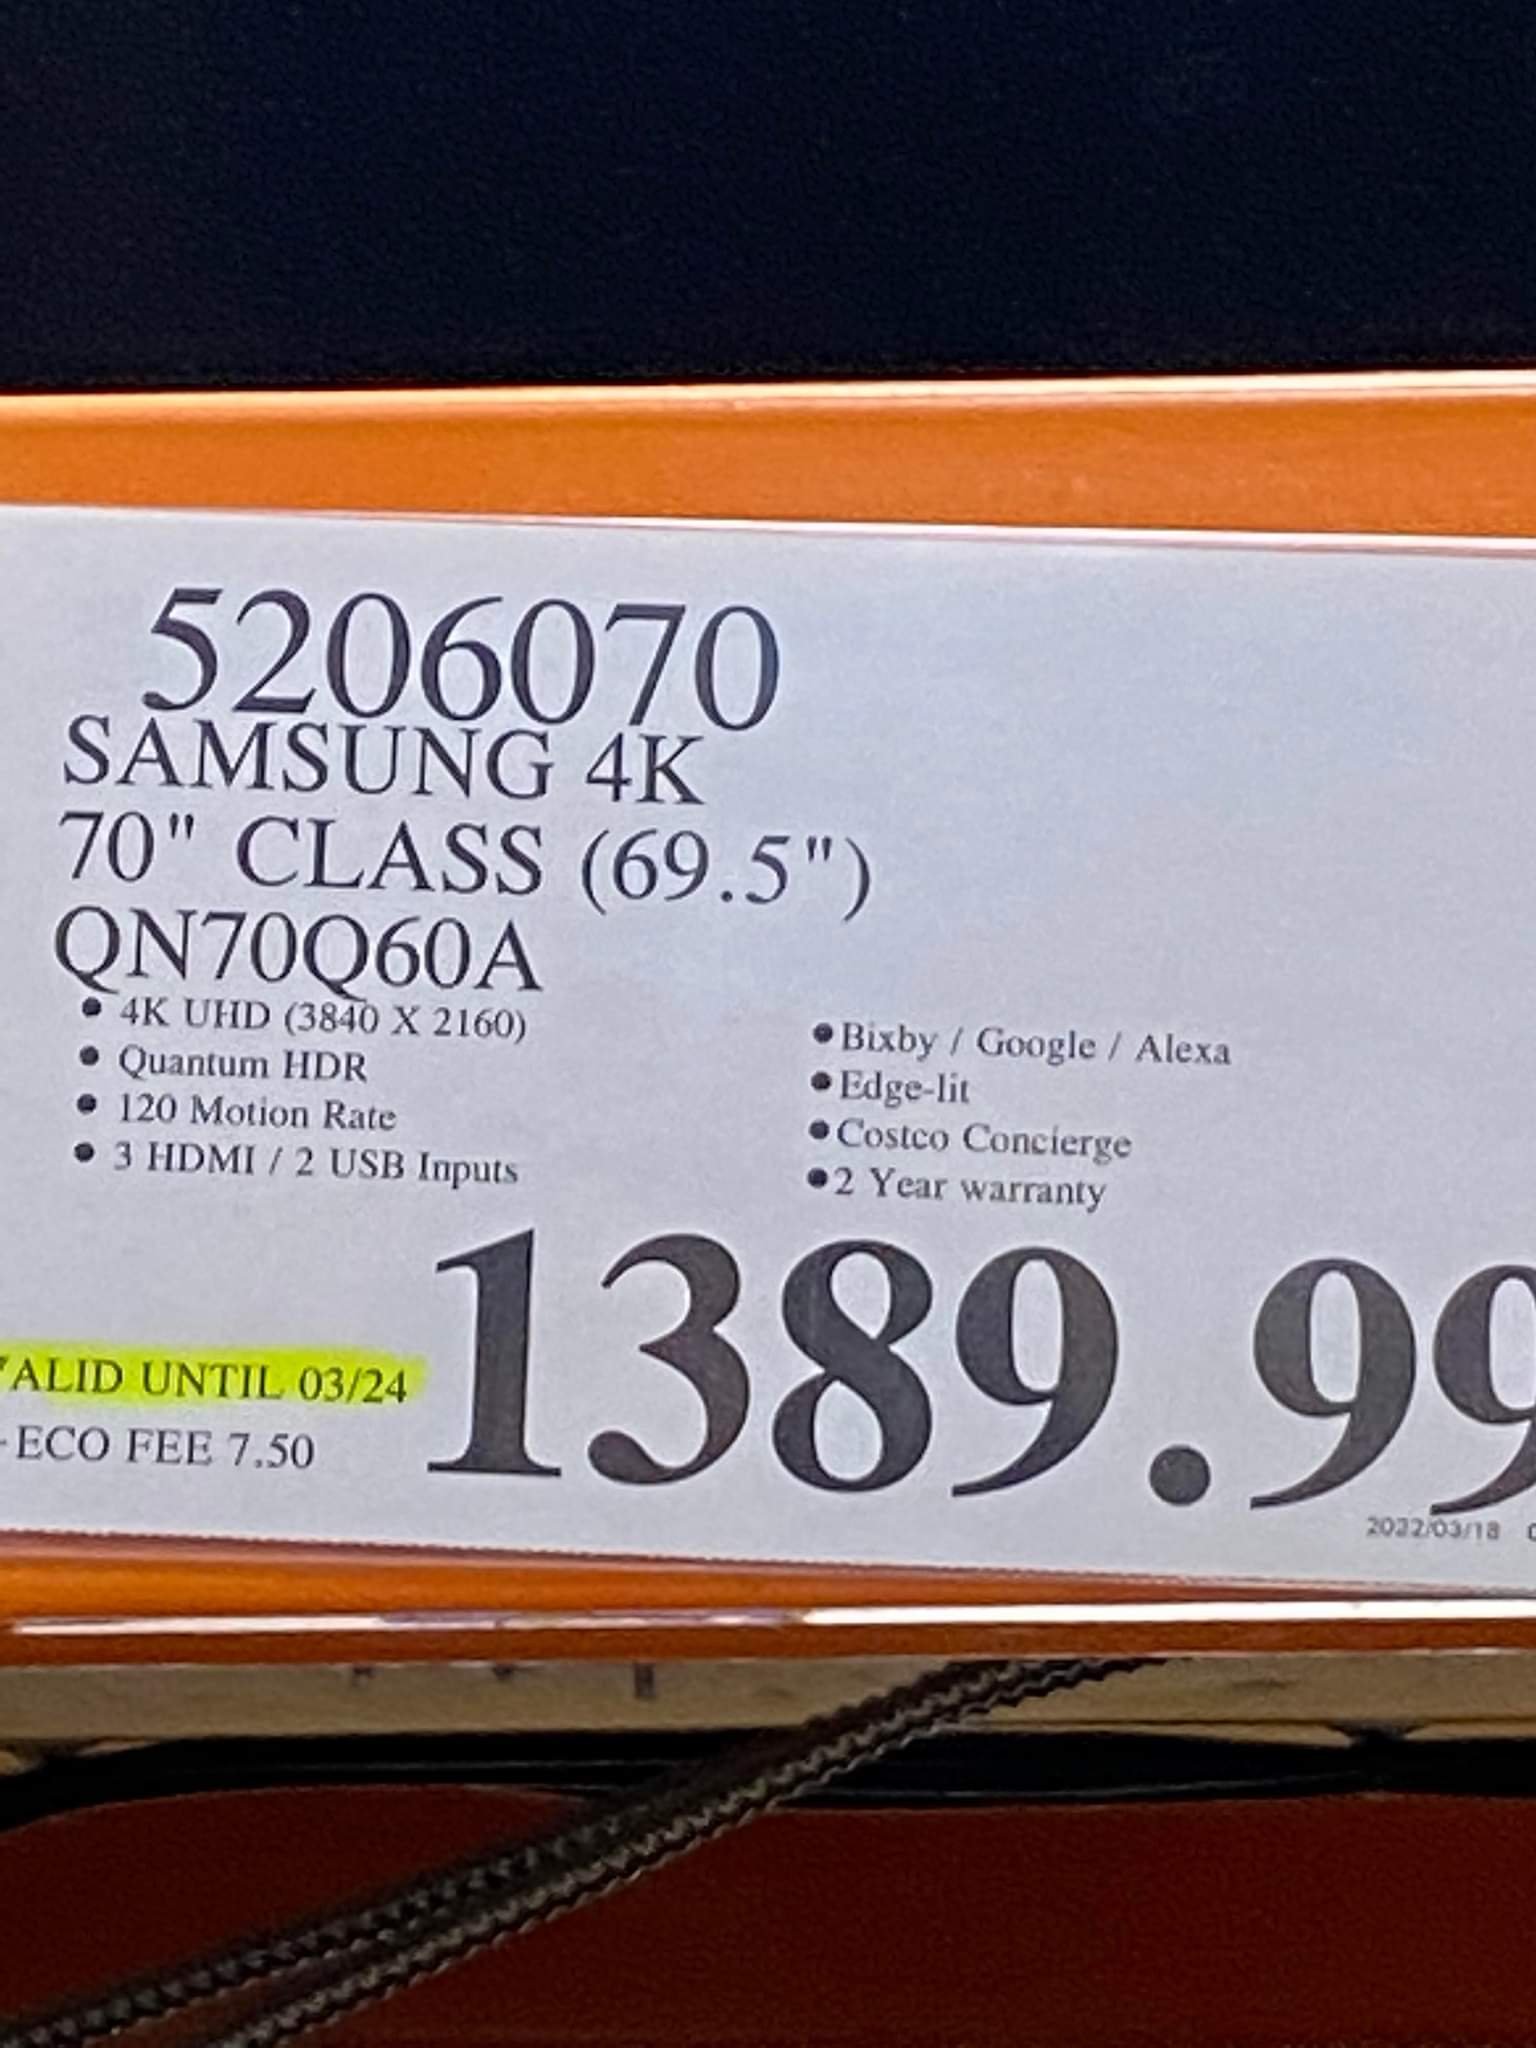 5206070
SAMSUNG 4K
70" CLASS (69.5")
QN70Q60A
• 4K UHD (3840 X 2160)
• Quantum HDR
• 120 Motion Rate
• 3 HDMI / 2 USB Inputs
• Bixby / Google / Alexa
• Edge-lit
• Costco Concierge
• 2 Year warranty
1389.99
VALID UNTIL 03/24
ECO FEE 7.50
2022/03/18